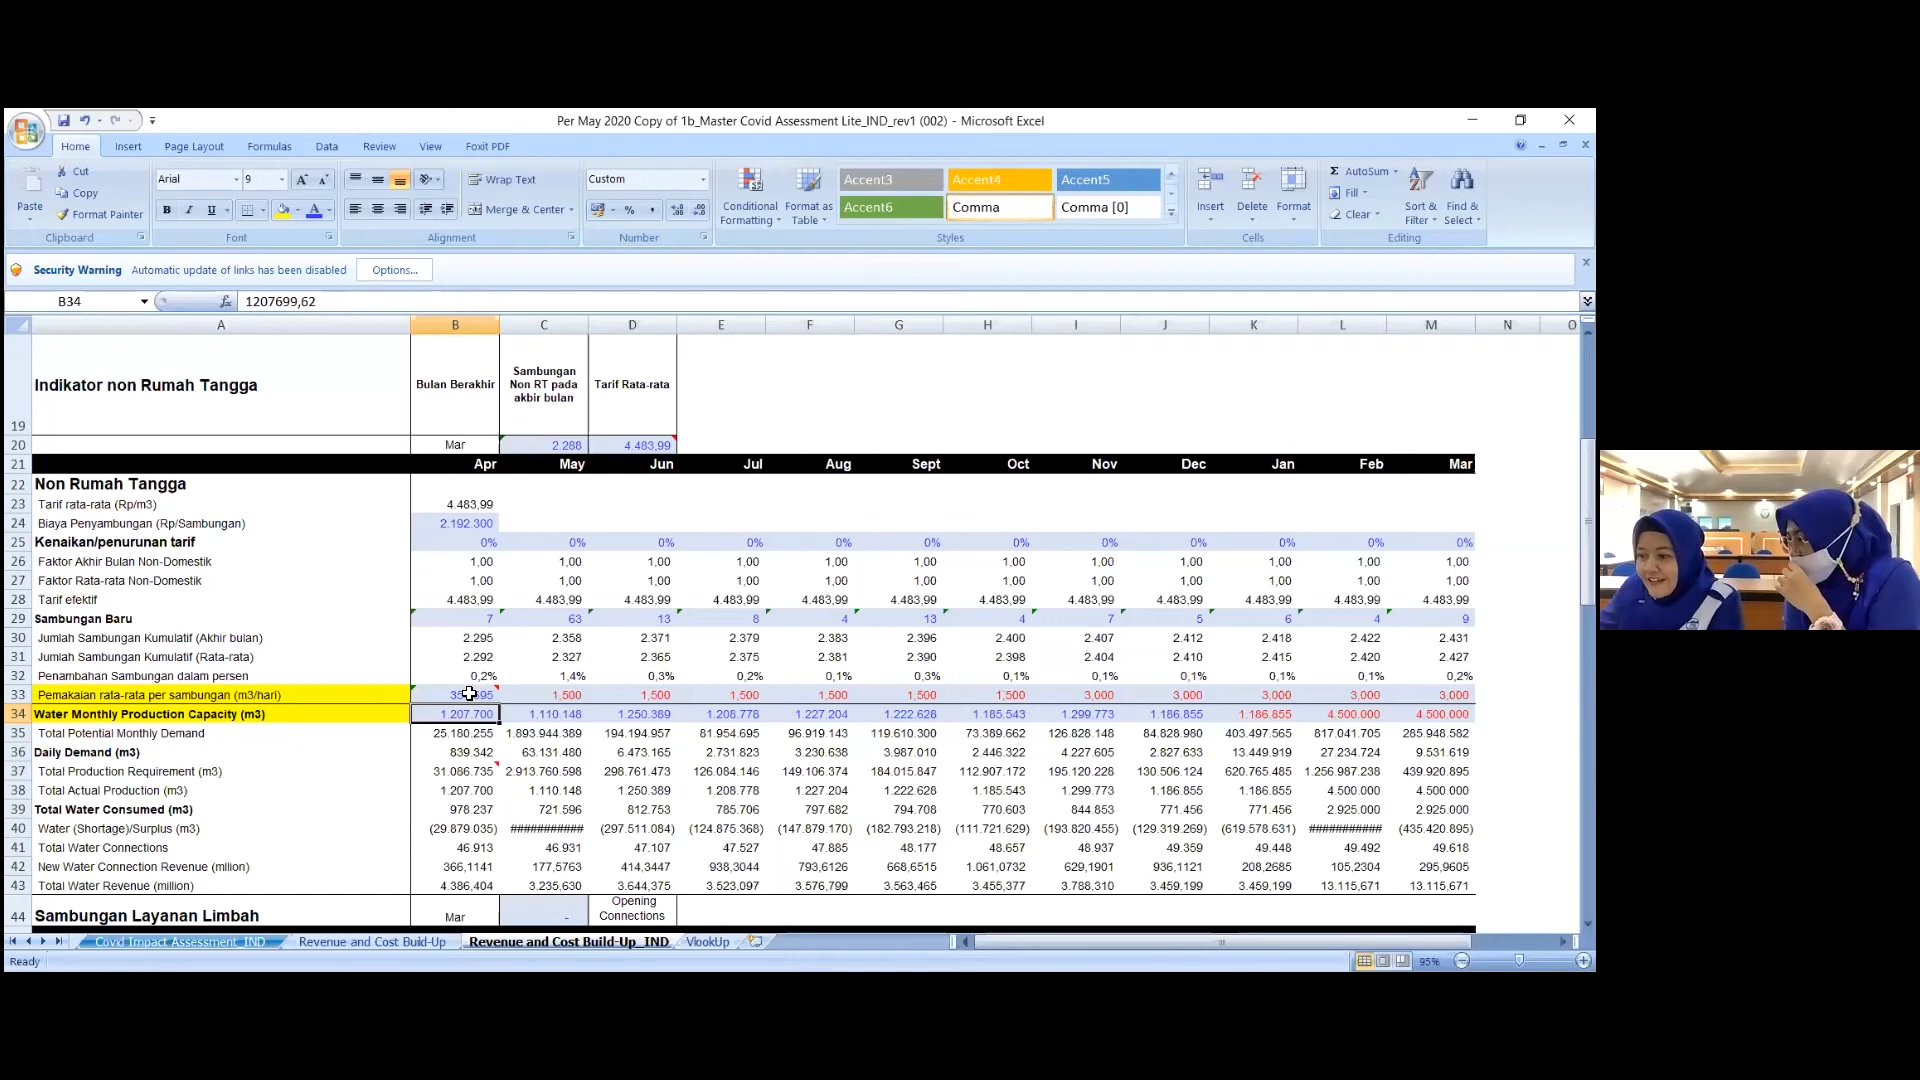 Per May 2020 Copy of 1b_Master Covid Assessment Lite_IND_rev1 (002) - Microsoft Excel
Home Insert Page Layout Formulas Data Review View Foxit PDF
Paste Cut Copy Format Painter Clipboard
Arial 9 B I U Font
Wrap Text Merge & Center Alignment
Custom % , Number
Conditional Formatting Format as Table
Accent3 Accent4 Accent5
Accent6 Comma Comma [0]
Styles
Insert Delete Format Cells
Σ AutoSum Fill Clear Sort & Filter Find & Select Editing
Security Warning Automatic update of links has been disabled Options...
B34 fx 1207699,62
A B C D E F G H I J K L M N O
19 Indikator non Rumah Tangga Bulan Berakhir Sambungan Non RT pada akbir bulan Tarif Rata-rata
20 Mar 2.288 4.483,99
21 Apr May Jun Jul Aug Sept Oct Nov Dec Jan Feb Mar
22 Non Rumah Tangga
23 Tarif rata-rata (Rp/m3) 4.483,99
24 Biaya Penyambungan (Rp/Sambungan) 2.192.300
25 Kenaikan/penurunan tarif 0% 0% 0% 0% 0% 0% 0% 0% 0% 0% 0% 0%
26 Faktor Akhir Bulan Non-Domestik 1,00 1,00 1,00 1,00 1,00 1,00 1,00 1,00 1,00 1,00 1,00 1,00
27 Faktor Rata-rata Non-Domestik 1,00 1,00 1,00 1,00 1,00 1,00 1,00 1,00 1,00 1,00 1,00 1,00
28 Tarif efektif 4.483,99 4.483,99 4.483,99 4.483,99 4.483,99 4.483,99 4.483,99 4.483,99 4.483,99 4.483,99 4.483,99 4.483,99
29 Sambungan Baru 7 63 13 8 4 13 4 7 5 6 4 9
30 Jumlah Sambungan Kumulatif (Akhir bulan) 2.295 2.358 2.371 2.379 2.383 2.396 2.400 2.407 2.412 2.418 2.422 2.431
31 Jumlah Sambungan Kumulatif (Rata-rata) 2.292 2.327 2.365 2.375 2.381 2.390 2.398 2.404 2.410 2.415 2.420 2.427
32 Penambahan Sambungan dalam persen 0,2% 1,4% 0,3% 0,2% 0,1% 0,3% 0,1% 0,1% 0,1% 0,1% 0,1% 0,2%
33 Pemakaian rata-rata per sambungan (m3/hari) 1,500 1,500 1,500 1,500 1,500 1,500 3,000 3,000 3,000 3,000 3,000
34 Water Monthly Production Capacity (m3) 1.207.700 1.110.148 1.250.389 1.208.778 1.227.204 1.222.628 1.185.543 1.299.773 1.186.855 1.186.855 4.500.000 4.500.000
35 Total Potential Monthly Demand 25.180.255 1.893.944.389 194.194.957 81.954.695 96.919.143 119.610.300 73.389.662 126.828.148 84.828.980 403.497.565 817.041.705 285.948.582
36 Daily Demand (m3) 839.342 63.131.480 6.473.165 2.731.823 3.230.638 3.987.010 2.446.322 4.227.605 2.827.633 13.449.919 27.234.724 9.531.619
37 Total Production Requirement (m3) 31.086.735 2.913.760.598 298.761.473 126.084.146 149.106.374 184.015.847 112.907.172 195.120.228 130.506.124 620.765.485 1.256.987.238 439.920.895
38 Total Actual Production (m3) 1.207.700 1.110.148 1.250.389 1.208.778 1.227.204 1.222.628 1.185.543 1.299.773 1.186.855 1.186.855 4.500.000 4.500.000
39 Total Water Consumed (m3) 978.237 721.596 812.753 785.706 797.682 794.708 770.603 844.853 771.456 771.456 2.925.000 2.925.000
40 Water (Shortage)/Surplus (m3) (29.879.035) ########### (297.511.084) (124.875.368) (147.879.170) (182.793.218) (111.721.629) (193.820.455) (129.319.269) (619.578.631) ########### (435.420.895)
41 Total Water Connections 46.913 46.931 47.107 47.527 47.885 48.177 48.657 48.937 49.359 49.448 49.492 49.618
42 New Water Connection Revenue (milion) 366,1141 177,5763 414,3447 938,3044 793,6126 668,6515 1.061,0732 629,1901 936,1121 208,2685 105,2304 295,9605
43 Total Water Revenue (million) 4.386,404 3.235,630 3.644,375 3.523,097 3.576,799 3.563,465 3.455,377 3.788,310 3.459,199 3.459,199 13.115,671 13.115,671
44 Sambungan Layanan Limbah Mar - Opening Connections
Covid Impact Assessment_IND Revenue and Cost Build-Up Revenue and Cost Build-Up_IND VlookUp
Ready 95%